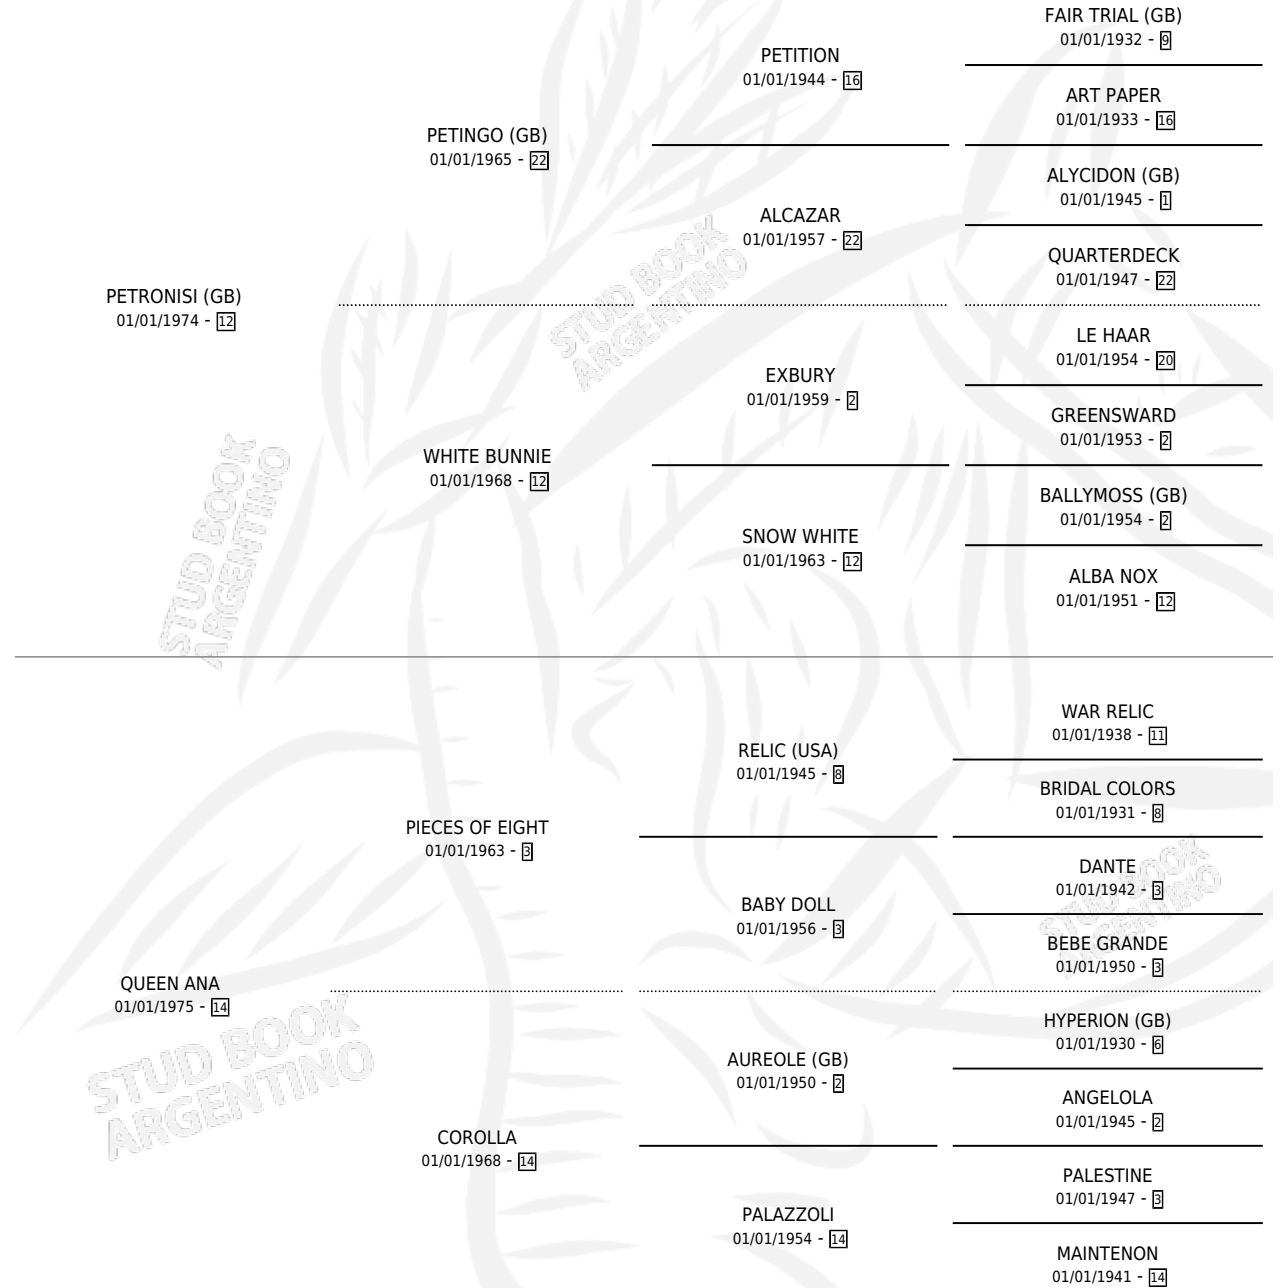 FAIR TRIAL (GB)
01/01/1932 - 9
PETITION
01/01/1944 - 16
ART PAPER
01/01/1933 - 16
PETINGO (GB)
01/01/1965 - 22
ALYCIDON (GB)
01/01/1945 - 1
ALCAZAR
01/01/1957 - 22
QUARTERDECK
01/01/1947 - 22
PETRONISI (GB)
01/01/1974 - 12
LE HAAR
01/01/1954 - 20
EXBURY
01/01/1959 - 2
GREENSWARD
01/01/1953 - 2
WHITE BUNNIE
01/01/1968 - 12
BALLYMOSS (GB)
01/01/1954 - 2
SNOW WHITE
01/01/1963 - 12
ALBA NOX
01/01/1951 - 12
WAR RELIC
01/01/1938 - 11
RELIC (USA)
01/01/1945 - 8
BRIDAL COLORS
01/01/1931 - 8
PIECES OF EIGHT
01/01/1963 - 3
DANTE
01/01/1942 - 3
BABY DOLL
01/01/1956 - 3
BEBE GRANDE
01/01/1950 - 3
QUEEN ANA
01/01/1975 - 14
HYPERION (GB)
01/01/1930 - 6
AUREOLE (GB)
01/01/1950 - 2
ANGELOLA
01/01/1945 - 2
COROLLA
01/01/1968 - 14
PALESTINE
01/01/1947 - 3
PALAZZOLI
01/01/1954 - 14
MAINTENON
01/01/1941 - 14
STUD BOOK
ARGENTINO
STUD BOOK
ARGENTINO
STUD BOOK
ARGENTINO
STUD BOOK
ARGENTINO